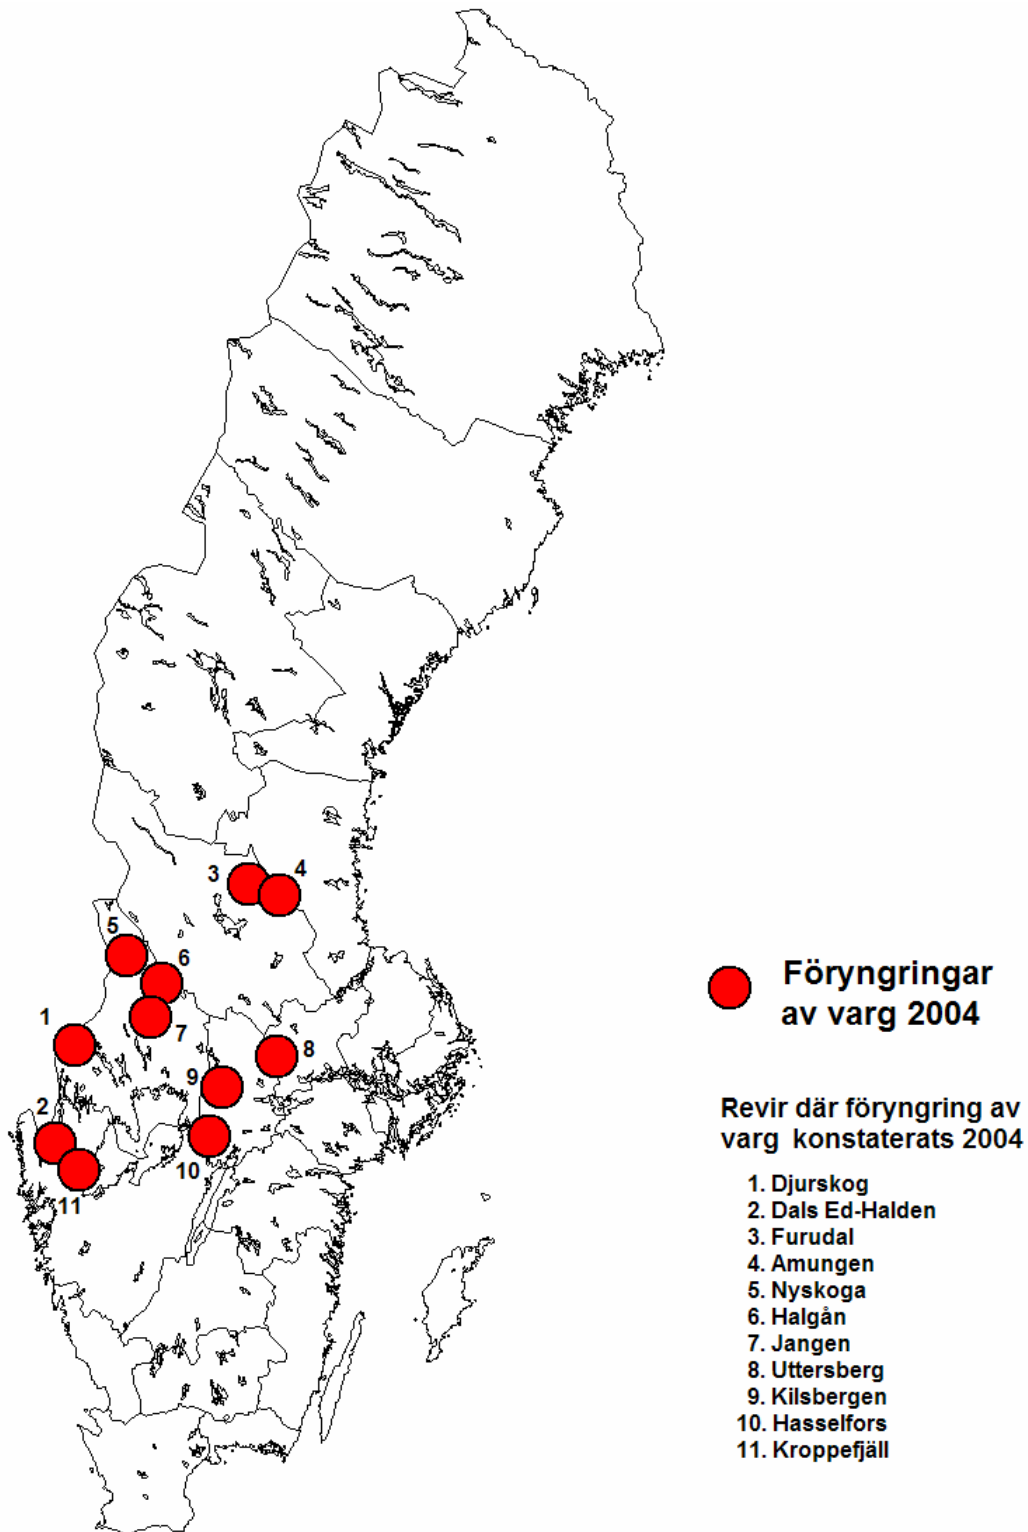 3
4
5
6
7
1
8
9
2
10
11
Föryngringar
av varg 2004
Revir där föryngring av
varg konstaterats 2004
1. Djurskog
2. Dals Ed-Halden
3. Furudal
4. Amungen
5. Nyskoga
6. Halgån
7. Jangen
8. Uttersberg
9. Kilsbergen
10. Hasselfors
11. Kroppefjäll